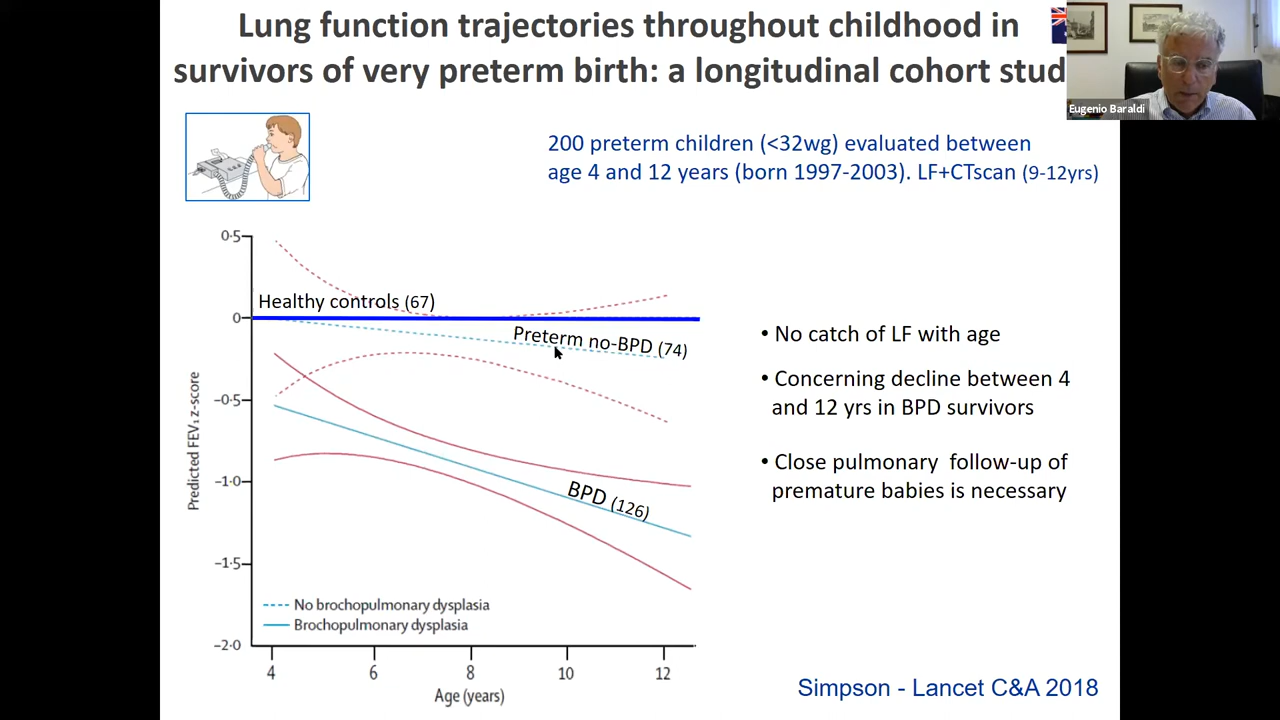 Lung function trajectories throughout childhood in
survivors of very preterm birth: a longitudinal cohort stud
Eugenio Baraldi
200 preterm children (<32wg) evaluated between
age 4 and 12 years (born 1997-2003). LF+CTscan (9-12yrs)
0·5
0
–0·5
–1·0
–1·5
–2·0
Predicted FEV₁ z-score
Healthy controls (67)
Preterm no-BPD (74)
BPD (126)
No brochopulmonary dysplasia
Brochopulmonary dysplasia
4 6 8 10 12
Age (years)
• No catch of LF with age
• Concerning decline between 4
and 12 yrs in BPD survivors
• Close pulmonary follow-up of
premature babies is necessary
Simpson - Lancet C&A 2018